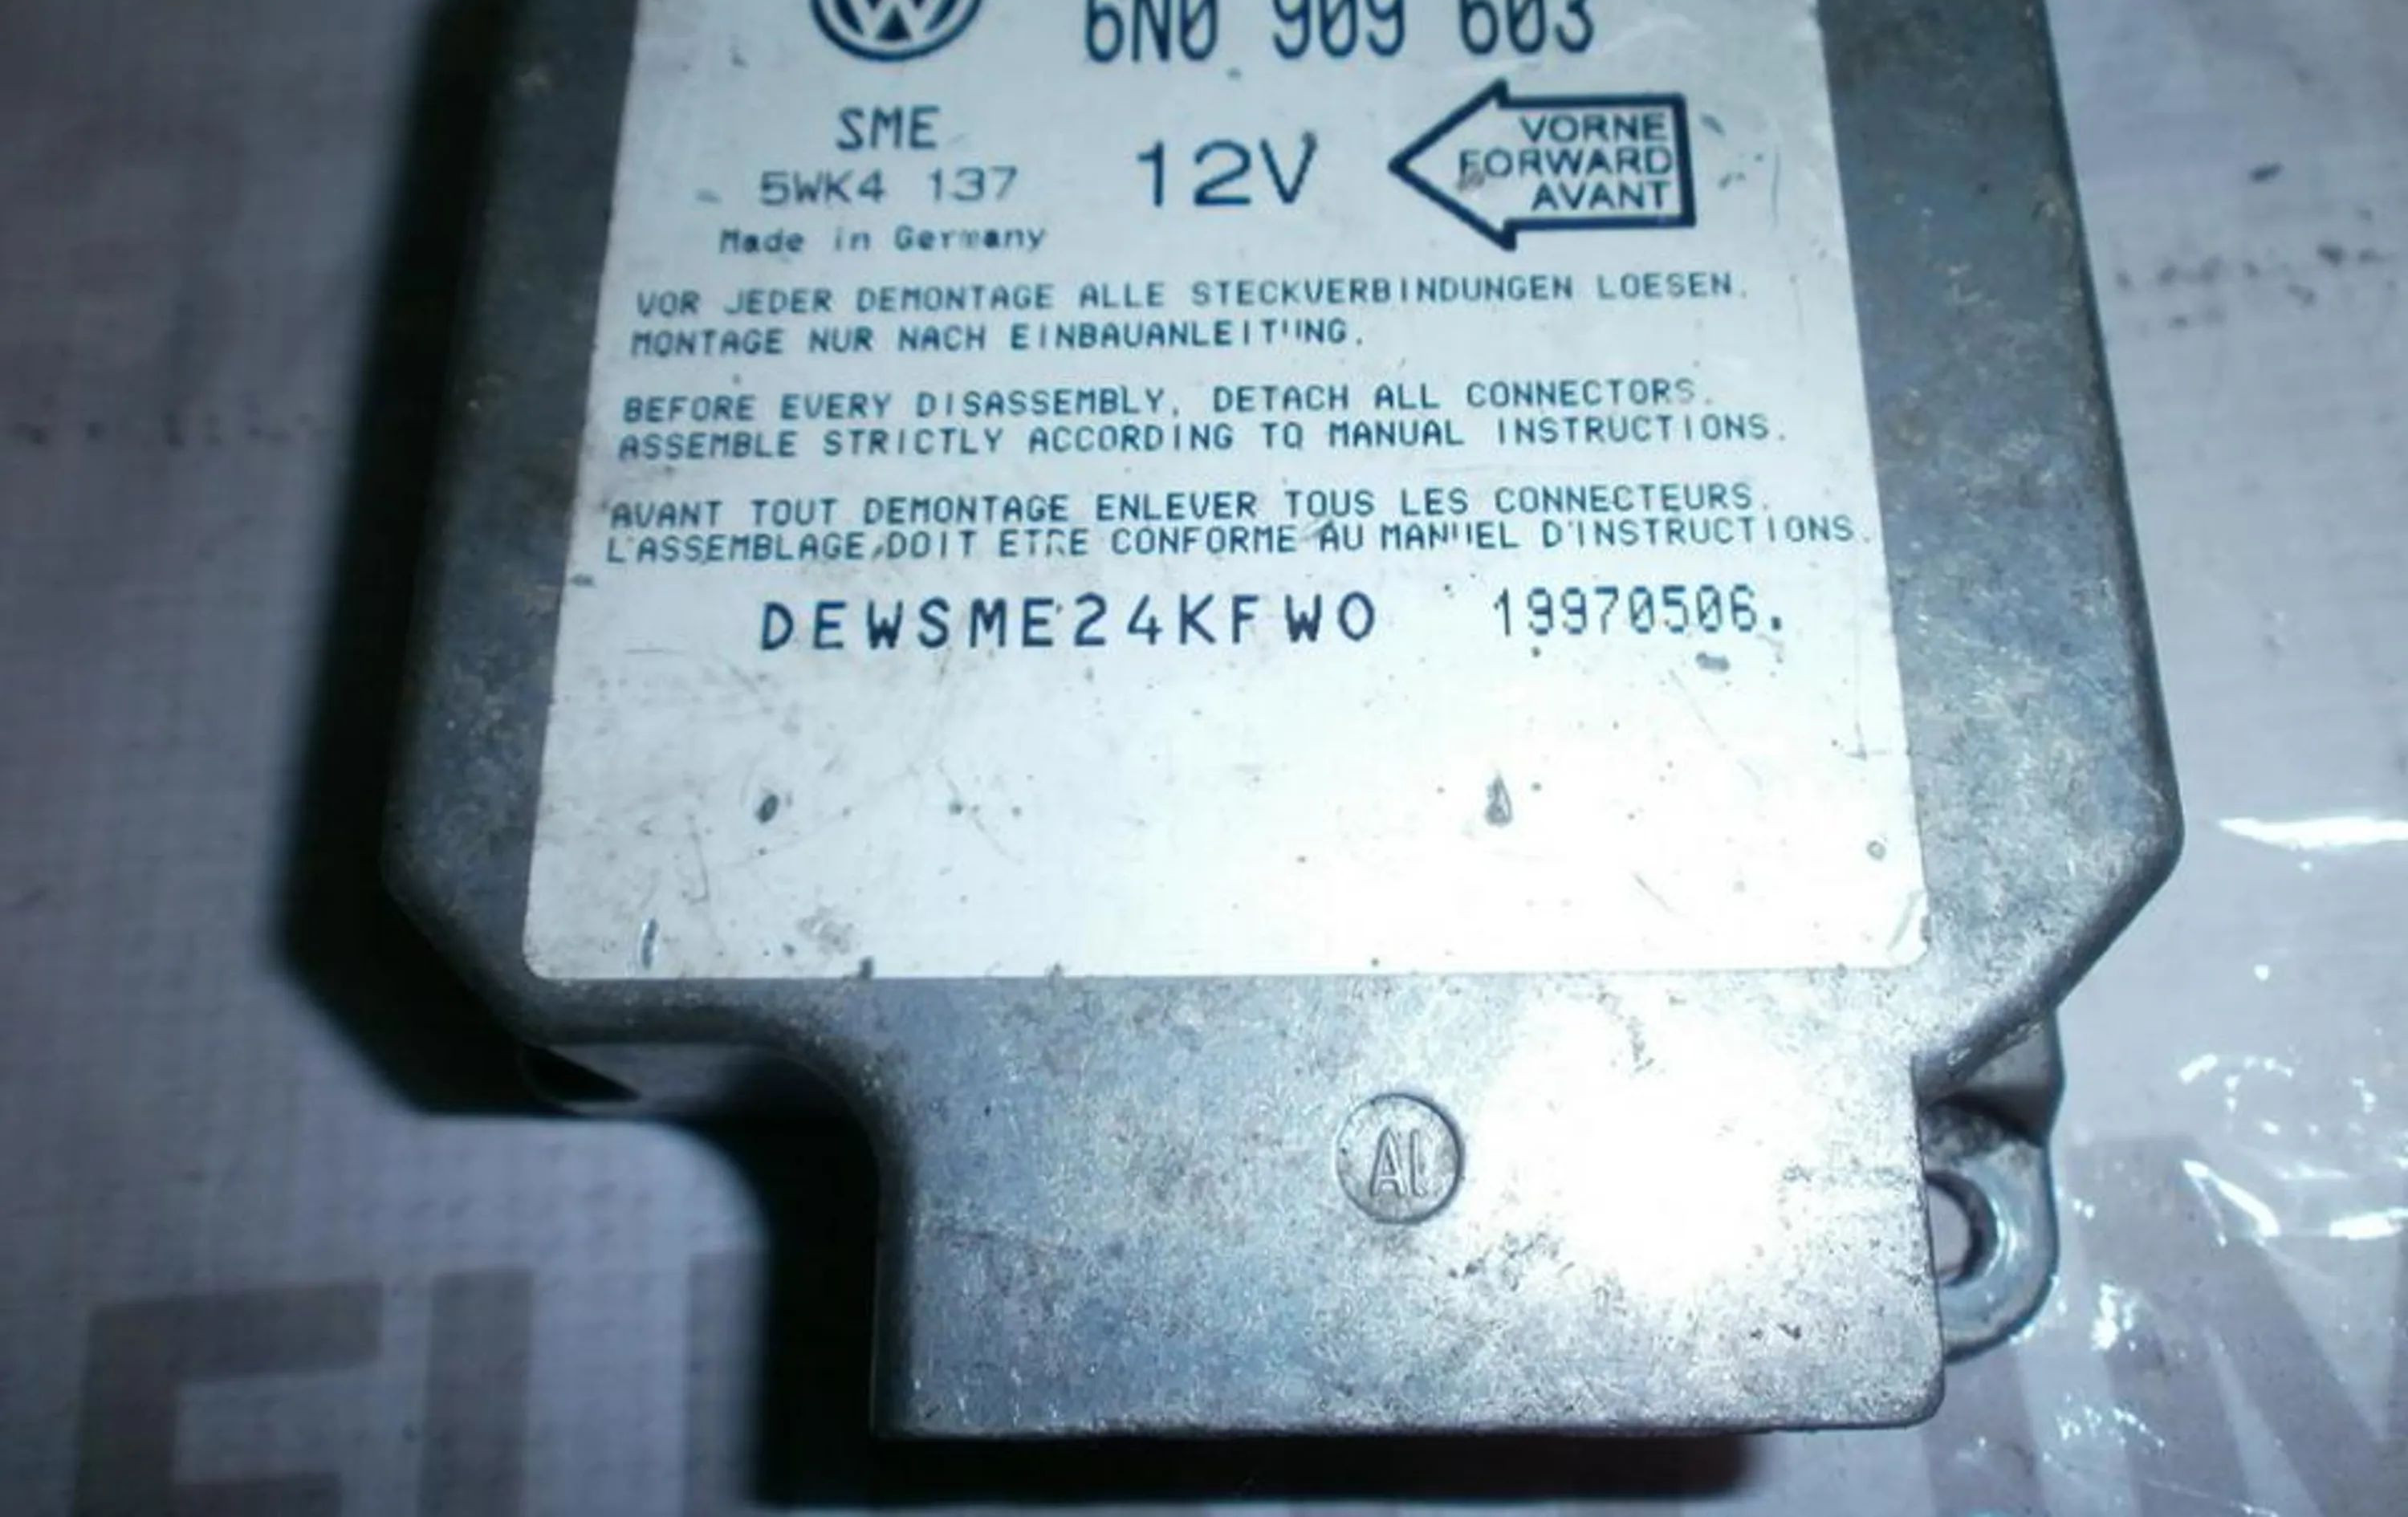 6N0 909 603
SME
5WK4 137
Made in Germany
12V
VORNE
FORWARD
AVANT
VOR JEDER DEMONTAGE ALLE STECKVERBINDUNGEN LOESEN.
MONTAGE NUR NACH EINBAUANLEITUNG.
BEFORE EVERY DISASSEMBLY, DETACH ALL CONNECTORS.
ASSEMBLE STRICTLY ACCORDING TO MANUAL INSTRUCTIONS.
AVANT TOUT DEMONTAGE ENLEVER TOUS LES CONNECTEURS.
L'ASSEMBLAGE DOIT ETRE CONFORME AU MANUEL D'INSTRUCTIONS.
DEWSME24KFWO 19970506.
Al